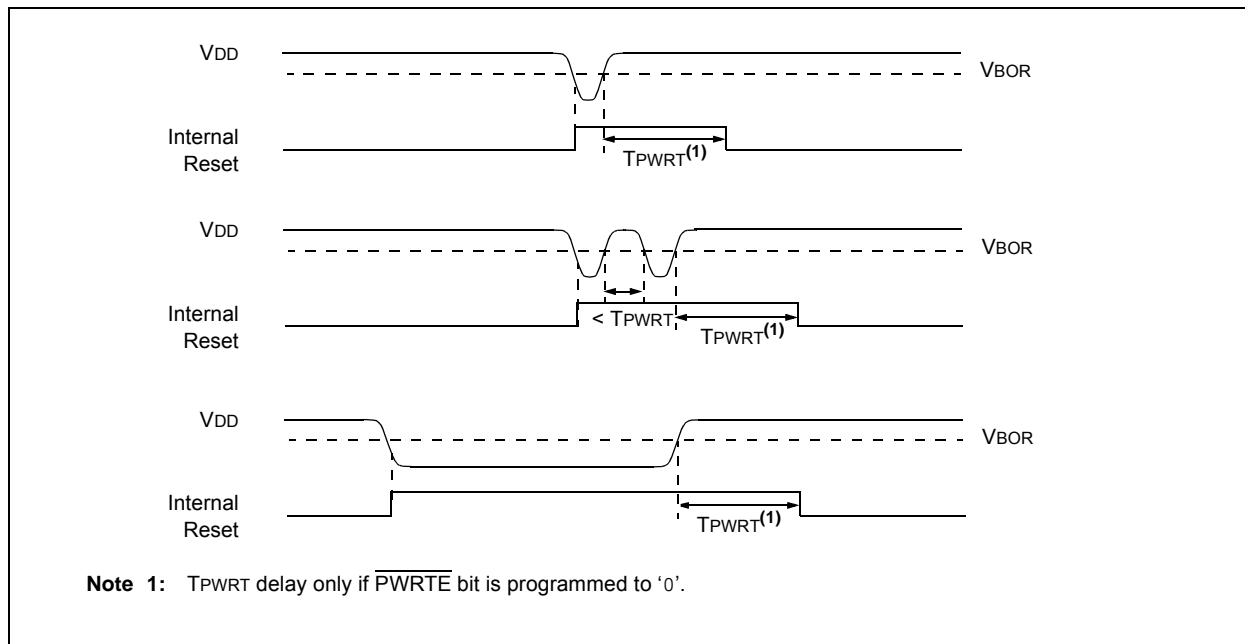 VDD
VBOR
Internal
Reset
TPWRT(1)
VDD
VBOR
Internal
Reset
< TPWRT
TPWRT(1)
VDD
VBOR
Internal
Reset
TPWRT(1)
Note 1: TPWRT delay only if P̅W̅R̅T̅E̅ bit is programmed to ‘0’.